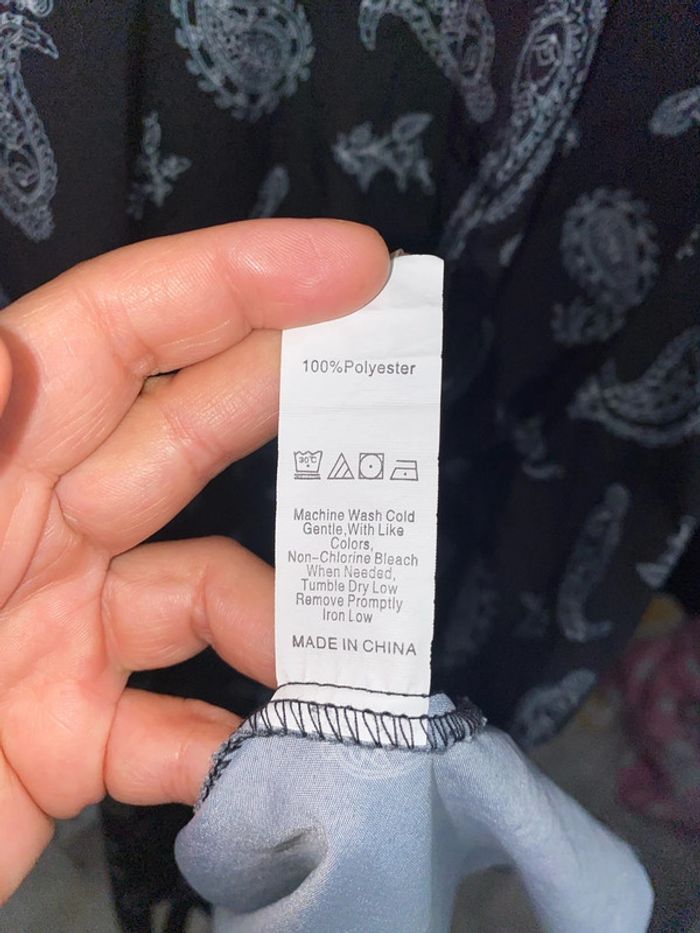 100%Polyester
30°C
Machine Wash Cold
Gentle,With Like
Colors,
Non-Chlorine Bleach
When Needed,
Tumble Dry Low
Remove Promptly
Iron Low
MADE IN CHINA